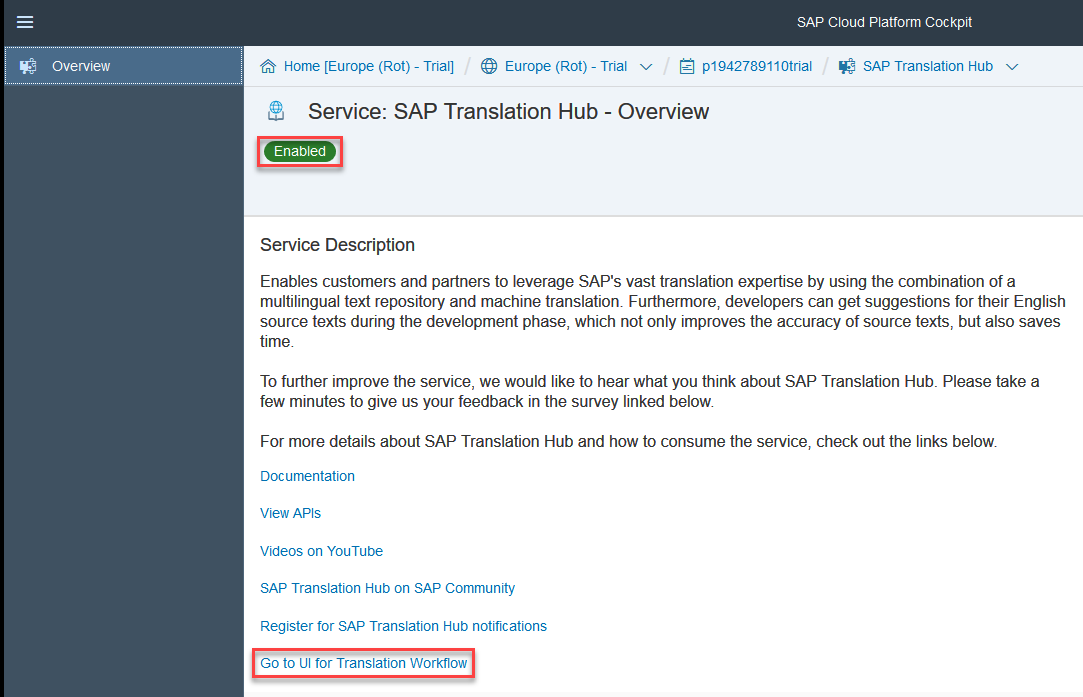 SAP Cloud Platform Cockpit
Overview
Home [Europe (Rot) - Trial] / Europe (Rot) - Trial / p1942789110trial / SAP Translation Hub
Service: SAP Translation Hub - Overview
Enabled
Service Description
Enables customers and partners to leverage SAP's vast translation expertise by using the combination of a
multilingual text repository and machine translation. Furthermore, developers can get suggestions for their English
source texts during the development phase, which not only improves the accuracy of source texts, but also saves
time.
To further improve the service, we would like to hear what you think about SAP Translation Hub. Please take a
few minutes to give us your feedback in the survey linked below.
For more details about SAP Translation Hub and how to consume the service, check out the links below.
Documentation
View APIs
Videos on YouTube
SAP Translation Hub on SAP Community
Register for SAP Translation Hub notifications
Go to UI for Translation Workflow